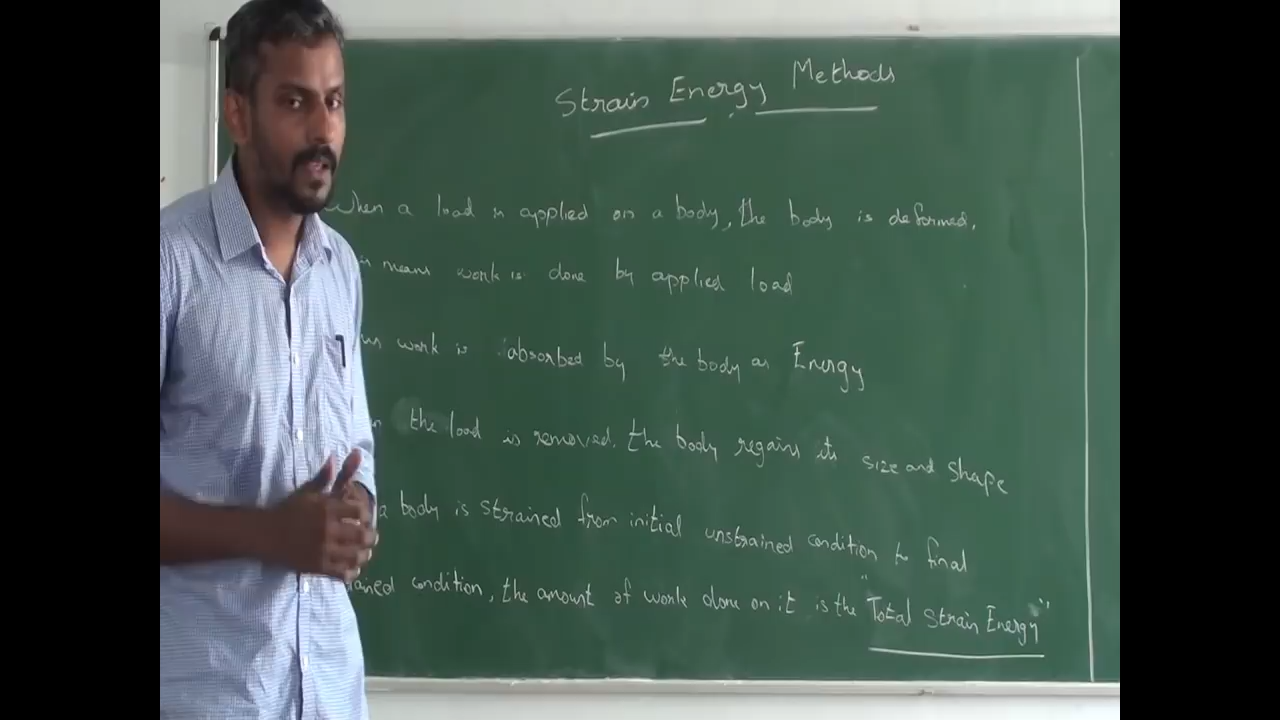 Strain Energy Methods
When a load is applied on a body, the body is deformed.
means work is done by applied load
work is absorbed by the body as Energy
the load is removed. the body regains its size and shape
a body is strained from initial unstrained condition to final
condition, the amount of work done on it is the "Total Strain Energy"